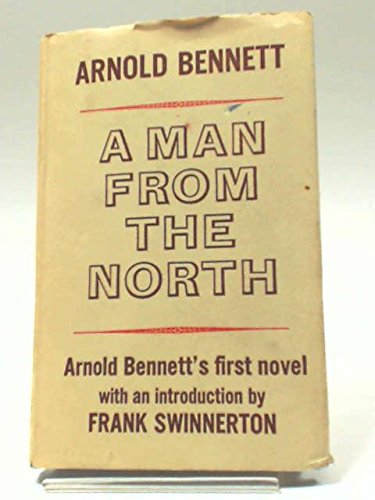 ARNOLD BENNETT
A MAN
FROM
THE
NORTH
Arnold Bennett's first novel
with an introduction by
FRANK SWINNERTON